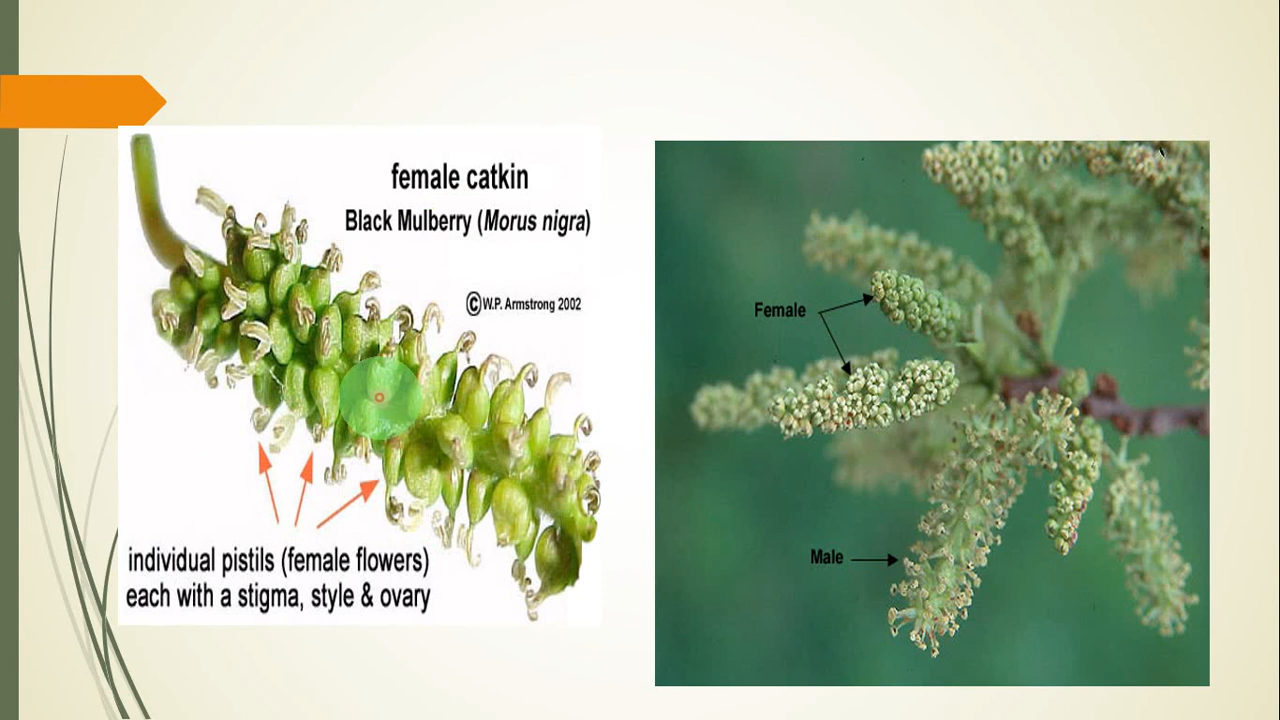 female catkin
Black Mulberry (Morus nigra)
©W.P. Armstrong 2002
individual pistils (female flowers)
each with a stigma, style & ovary
Female
Male